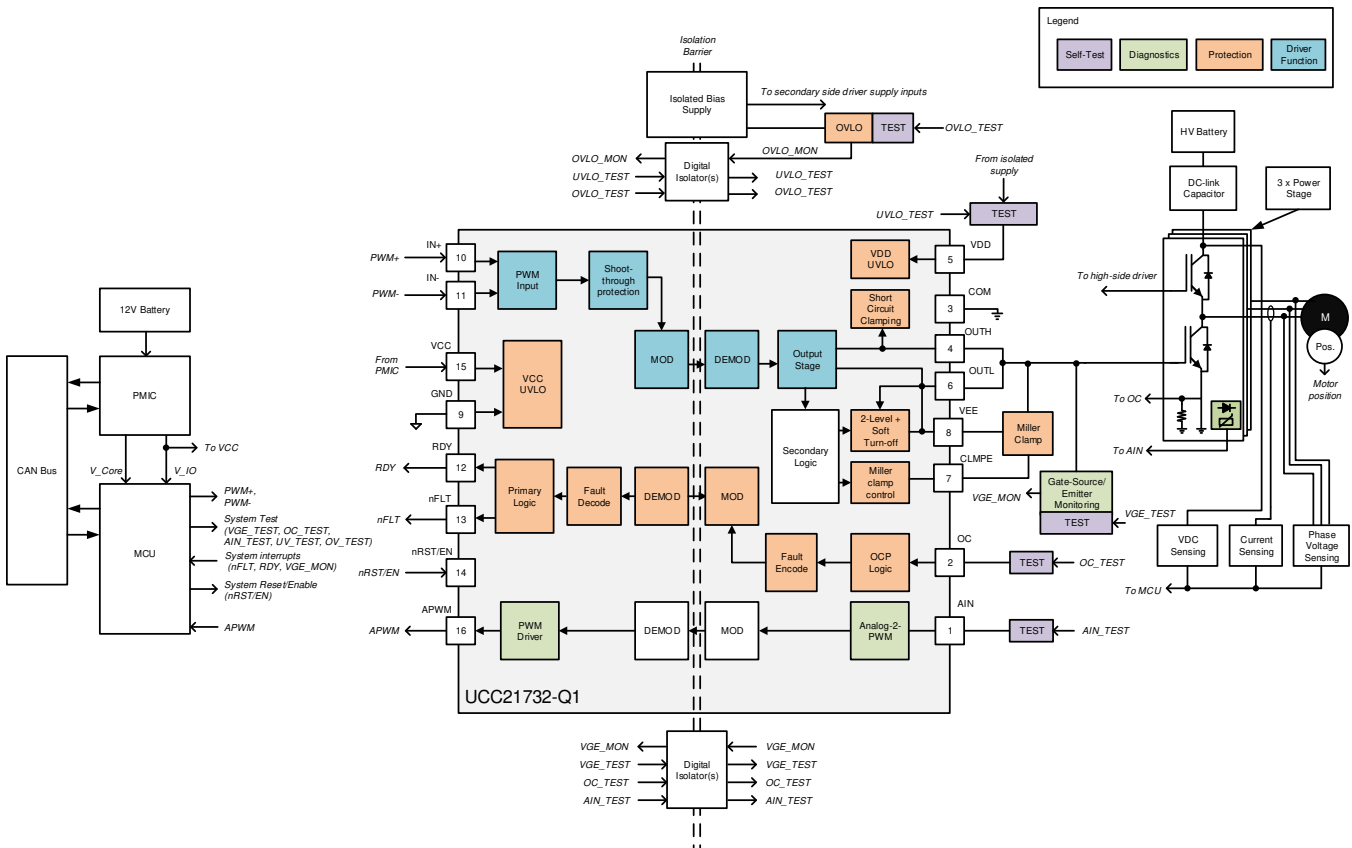 Legend
Self-Test
Diagnostics
Protection
Driver
Function
Isolation
Barrier
Isolated Bias
Supply
To secondary side driver supply inputs
OVLO
TEST
OVLO_TEST
OVLO_MON
OVLO_MON
UVLO_TEST
OVLO_TEST
Digital
Isolator(s)
UVLO_TEST
OVLO_TEST
From isolated
supply
UVLO_TEST
TEST
HV Battery
DC-link
Capacitor
3 x Power
Stage
To high-side driver
M
Pos.
Motor
position
To OC
To AIN
12V Battery
PMIC
CAN Bus
V_Core
V_IO
To VCC
MCU
PWM+,
PWM-
System Test
(VGE_TEST, OC_TEST,
AIN_TEST, UV_TEST, OV_TEST)
System interrupts
(nFLT, RDY, VGE_MON)
System Reset/Enable
(nRST/EN)
APWM
PWM+
IN+
10
PWM-
IN-
11
PWM
Input
Shoot-
through
protection
VDD
UVLO
5
VDD
Short
Circuit
Clamping
3
COM
From
PMIC
VCC
15
VCC
UVLO
GND
9
MOD
DEMOD
Output
Stage
4
OUTH
OUTL
6
Secondary
Logic
2-Level +
Soft
Turn-off
VEE
8
Miller
Clamp
Miller
clamp
control
CLMPE
7
RDY
RDY
12
nFLT
nFLT
13
Primary
Logic
Fault
Decode
DEMOD
MOD
VGE_MON
Gate-Source/
Emitter
Monitoring
TEST
VGE_TEST
nRST/EN
nRST/EN
14
Fault
Encode
OCP
Logic
OC
2
TEST
OC_TEST
VDC
Sensing
Current
Sensing
Phase
Voltage
Sensing
To MCU
APWM
APWM
16
PWM
Driver
DEMOD
MOD
Analog-2-
PWM
AIN
1
TEST
AIN_TEST
UCC21732-Q1
VGE_MON
VGE_TEST
OC_TEST
AIN_TEST
Digital
Isolator(s)
VGE_MON
VGE_TEST
OC_TEST
AIN_TEST